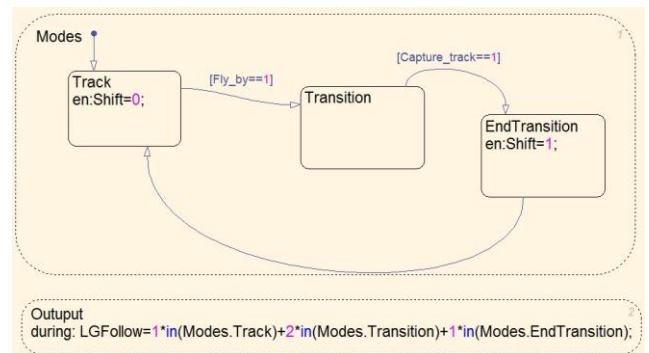 Modes
1
Track
en:Shift=0;
[Fly_by==1]
Transition
[Capture_track==1]
EndTransition
en:Shift=1;
2
Outuput
during: LGFollow=1*in(Modes.Track)+2*in(Modes.Transition)+1*in(Modes.EndTransition);